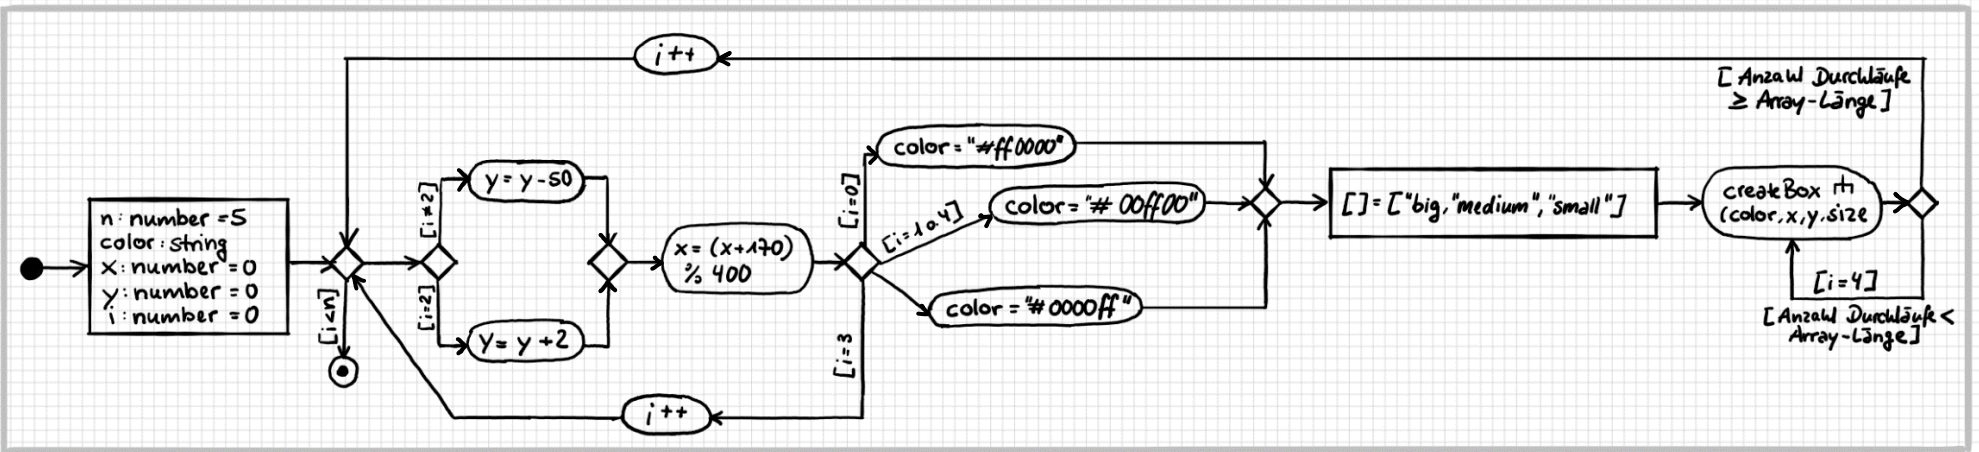 i++
[Anzahl Durchläufe
≥ Array-Länge]
n: number =5
color: string
x: number =0
y: number =0
i: number =0
[i<n]
[i≠2]
y=y-50
[i=2]
y=y+2
x=(x+170)
% 400
[i=0]
color="#ff0000"
[i=1o.4]
color="#00ff00"
color="#0000ff"
[i=3
i++
[]=["big,"medium","small"]
createBox
(color,x,y,size
[i=4]
[Anzahl Durchläufe<
Array-Länge]